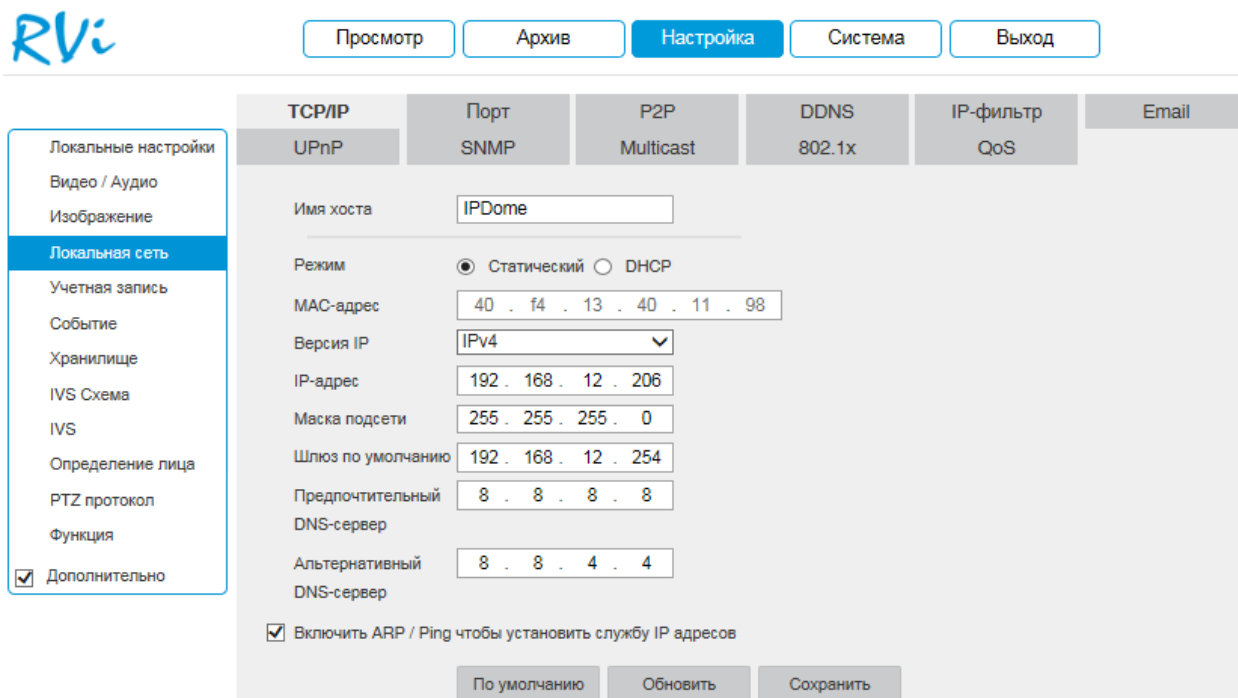 RVi
Просмотр Архив Настройка Система Выход
TCP/IP Порт P2P DDNS IP-фильтр Email
UPnP SNMP Multicast 802.1x QoS
Локальные настройки
Видео / Аудио
Изображение
Локальная сеть
Учетная запись
Событие
Хранилище
IVS Схема
IVS
Определение лица
PTZ протокол
Функция
Дополнительно
Имя хоста IPDome
Режим Статический DHCP
MAC-адрес 40 . f4 . 13 . 40 . 11 . 98
Версия IP IPv4
IP-адрес 192 . 168 . 12 . 206
Маска подсети 255 . 255 . 255 . 0
Шлюз по умолчанию 192 . 168 . 12 . 254
Предпочтительный 8 . 8 . 8 . 8
DNS-сервер
Альтернативный 8 . 8 . 4 . 4
DNS-сервер
Включить ARP / Ping чтобы установить службу IP адресов
По умолчанию Обновить Сохранить